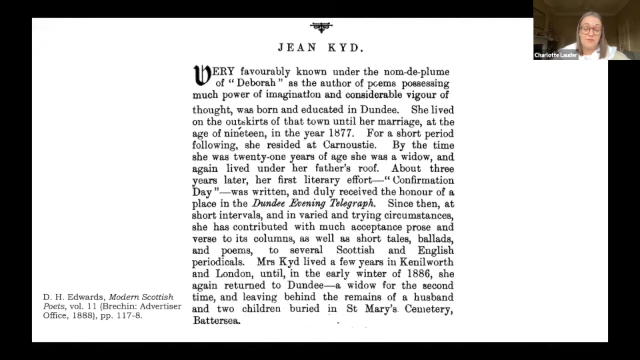 JEAN KYD.
VERY favourably known under the nom-de-plume
of "Deborah" as the author of poems possessing
much power of imagination and considerable vigour of
thought, was born and educated in Dundee. She lived
on the outskirts of that town until her marriage, at the
age of nineteen, in the year 1877. For a short period
following, she resided at Carnoustie. By the time
she was twenty-one years of age she was a widow, and
again lived under her father's roof. About three
years later, her first literary effort—"Confirmation
Day"—was written, and duly received the honour of a
place in the Dundee Evening Telegraph. Since then, at
short intervals, and in varied and trying circumstances,
she has contributed with much acceptance prose and
verse to its columns, as well as short tales, ballads,
and poems, to several Scottish and English
periodicals. Mrs Kyd lived a few years in Kenilworth
and London, until, in the early winter of 1886, she
again returned to Dundee—a widow for the second
time, and leaving behind the remains of a husband
and two children buried in St Mary's Cemetery,
Battersea.
D. H. Edwards, Modern Scottish
Poets, vol. 11 (Brechin: Advertiser
Office, 1888), pp. 117-8.
Charlotte Lauder